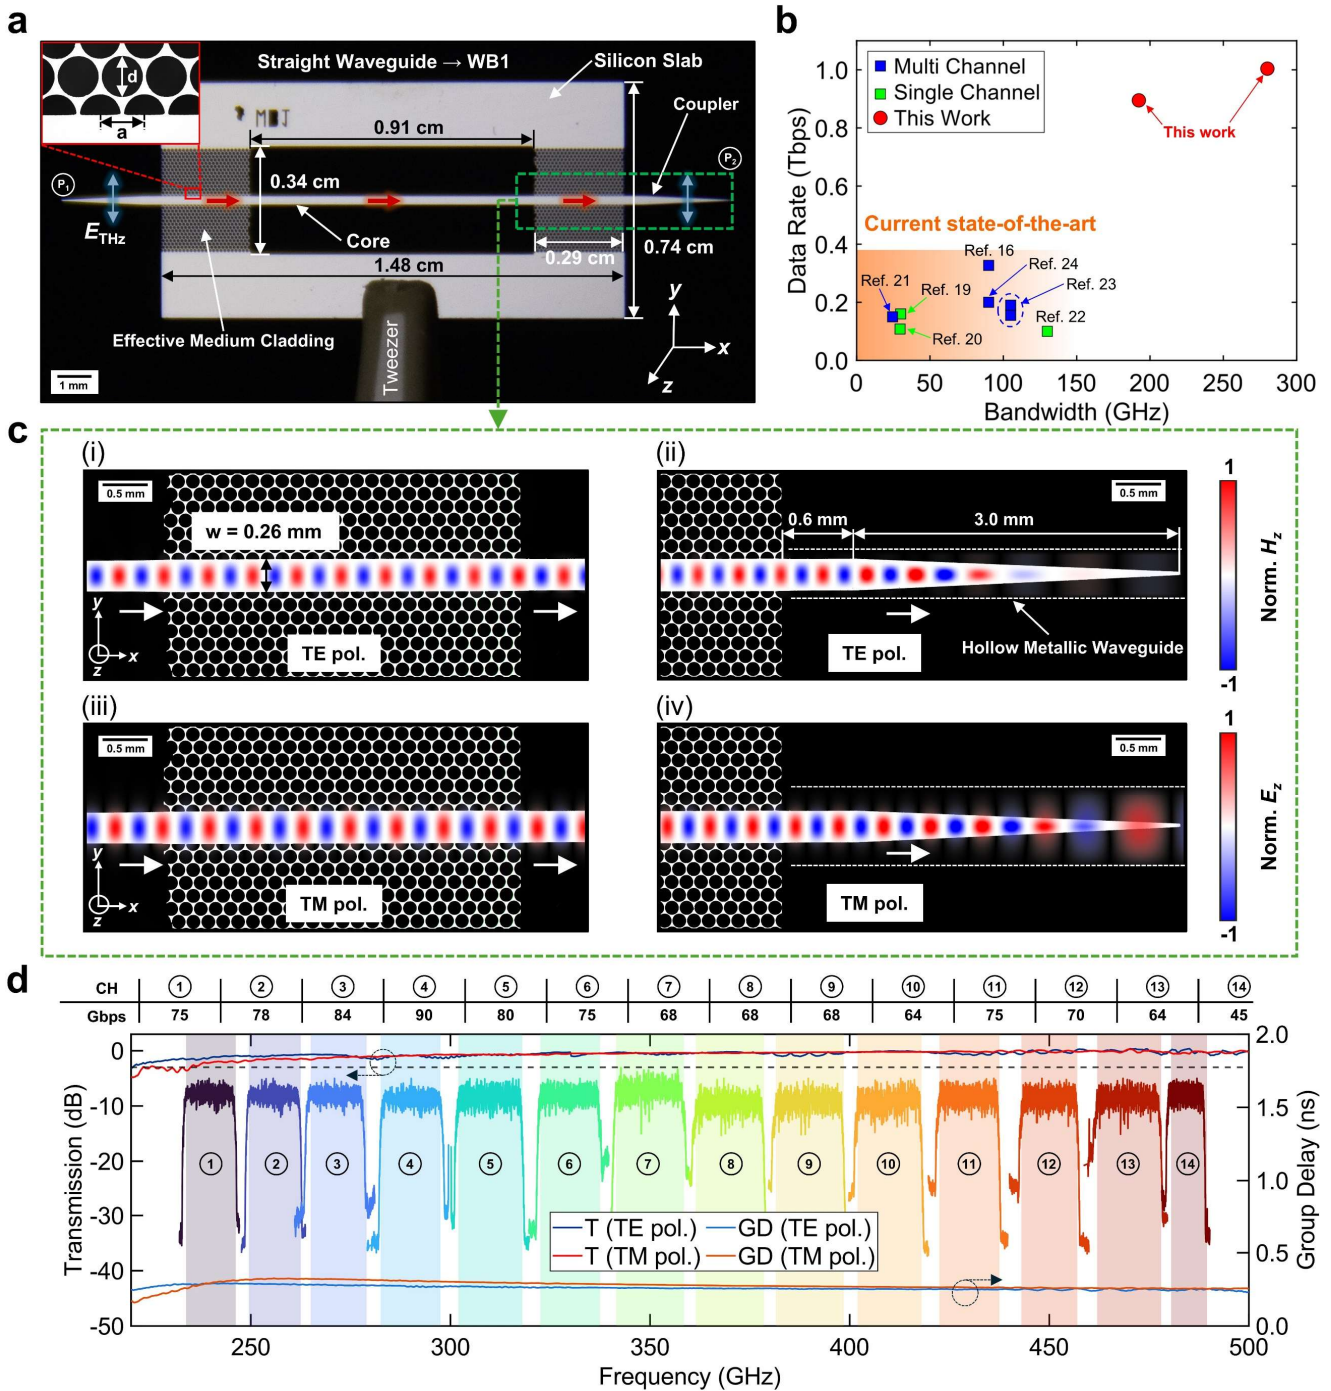 a
d
a
Straight Waveguide → WB1
Silicon Slab
MBJ
Coupler
0.91 cm
P1
P2
0.34 cm
ETHz
Core
0.74 cm
0.29 cm
1.48 cm
Effective Medium Cladding
Tweezer
y
x
z
1 mm
b
Data Rate (Tbps)
1.0
0.8
0.6
0.4
0.2
0.0
Multi Channel
Single Channel
This Work
This work
Current state-of-the-art
Ref. 16
Ref. 24
Ref. 21
Ref. 19
Ref. 23
Ref. 22
Ref. 20
0 50 100 150 200 250 300
Bandwidth (GHz)
c
(i)
0.5 mm
w = 0.26 mm
y
z x
TE pol.
(ii)
0.5 mm
0.6 mm
3.0 mm
Hollow Metallic Waveguide
TE pol.
1
Norm. Hz
-1
(iii)
0.5 mm
y
z x
TM pol.
(iv)
0.5 mm
TM pol.
1
Norm. Ez
-1
d
CH 1 2 3 4 5 6 7 8 9 10 11 12 13 14
Gbps 75 78 84 90 80 75 68 68 68 64 75 70 64 45
Transmission (dB)
0
-10
-20
-30
-40
-50
1 2 3 4 5 6 7 8 9 10 11 12 13 14
T (TE pol.) GD (TE pol.)
T (TM pol.) GD (TM pol.)
2.0
1.5
1.0
0.5
0.0
Group Delay (ns)
250 300 350 400 450 500
Frequency (GHz)